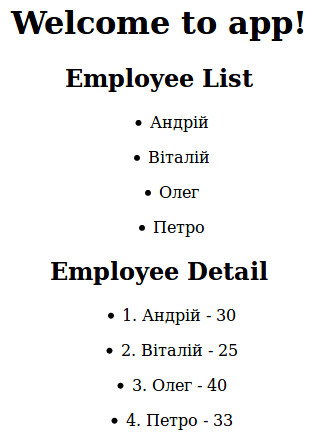 Welcome to app!
Employee List
• Андрій
• Віталій
• Олег
• Петро
Employee Detail
• 1. Андрій - 30
• 2. Віталій - 25
• 3. Олег - 40
• 4. Петро - 33